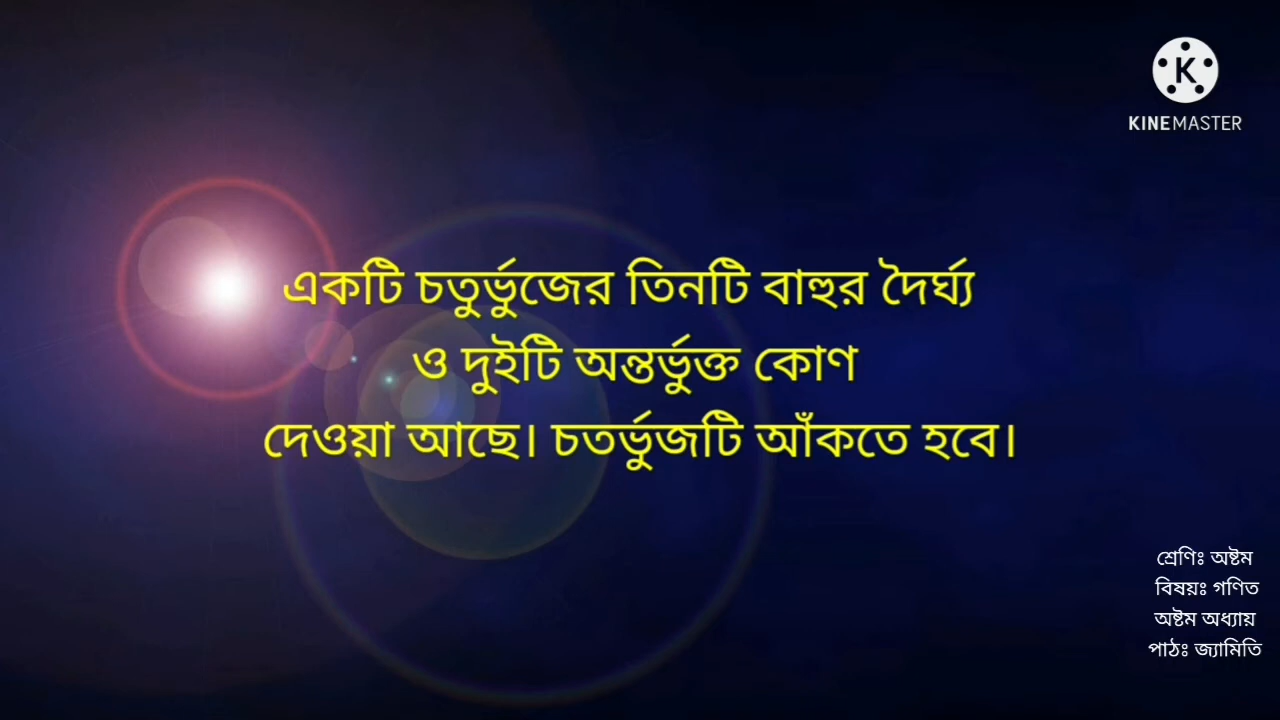 KINEMASTER
একটি চতুর্ভুজের তিনটি বাহুর দৈর্ঘ্য
ও দুইটি অন্তর্ভুক্ত কোণ
দেওয়া আছে। চতর্ভুজটি আঁকতে হবে।
শ্রেণিঃ অষ্টম
বিষয়ঃ গণিত
অষ্টম অধ্যায়
পাঠঃ জ্যামিতি